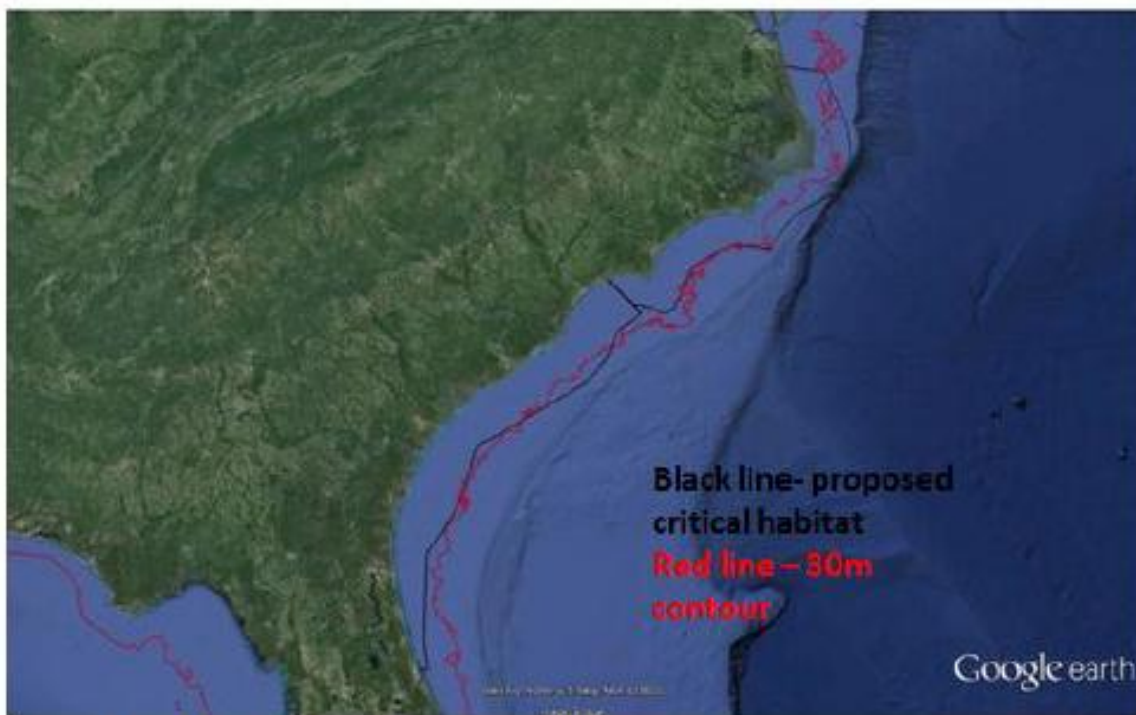 Black line- proposed
critical habitat
Red line – 30m
contour
Google earth